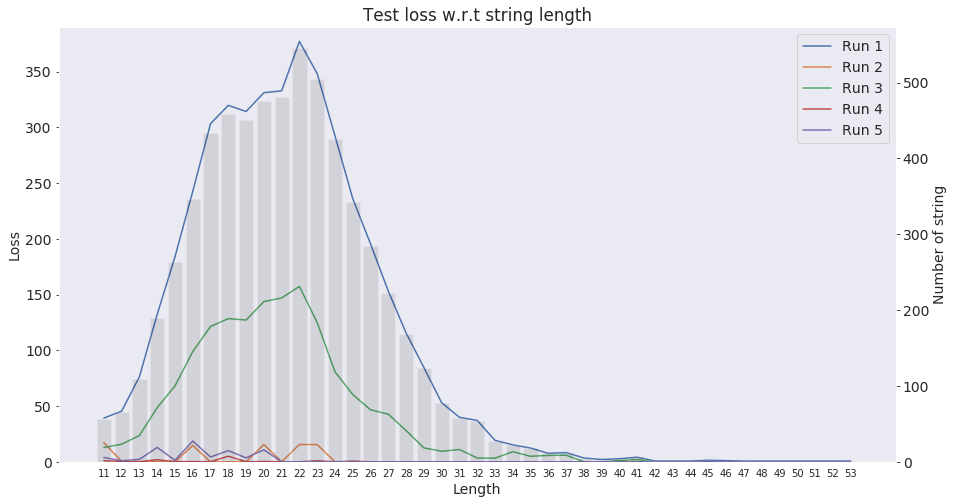 Test loss w.r.t string length
Run 1
Run 2
Run 3
Run 4
Run 5
350
300
250
200
150
100
50
0
Loss
500
400
300
200
100
0
Number of string
11 12 13 14 15 16 17 18 19 20 21 22 23 24 25 26 27 28 29 30 31 32 33 34 35 36 37 38 39 40 41 42 43 44 45 46 47 48 49 50 51 52 53
Length